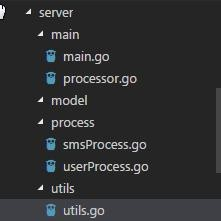 server
main
main.go
processor.go
model
process
smsProcess.go
userProcess.go
utils
utils.go